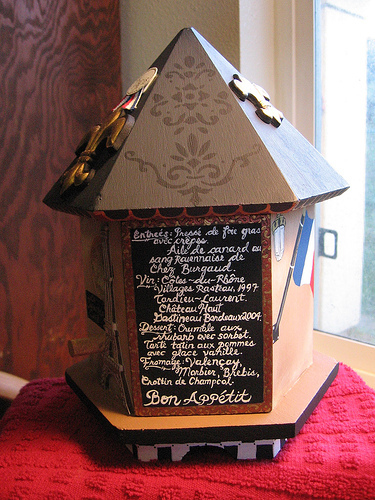 Entrées: Pressé de foie gras
avec crêpes.
Aile de canard au
sang Ravennaise de
Chez Burgaud.
Vin: Côtes-du-Rhône
Villages Rasteau, 1997
Tardieu-Laurent.
Château Haut
Bastineau Bordeaux 2004.
Dessert: Crumble aux
rhubarb avec sorbet.
Tarte tatin aux pommes
avec glace vanille.
Fromage: Valençay,
Morbier, Brebis,
Crottin de Champcol.
Bon Appétit